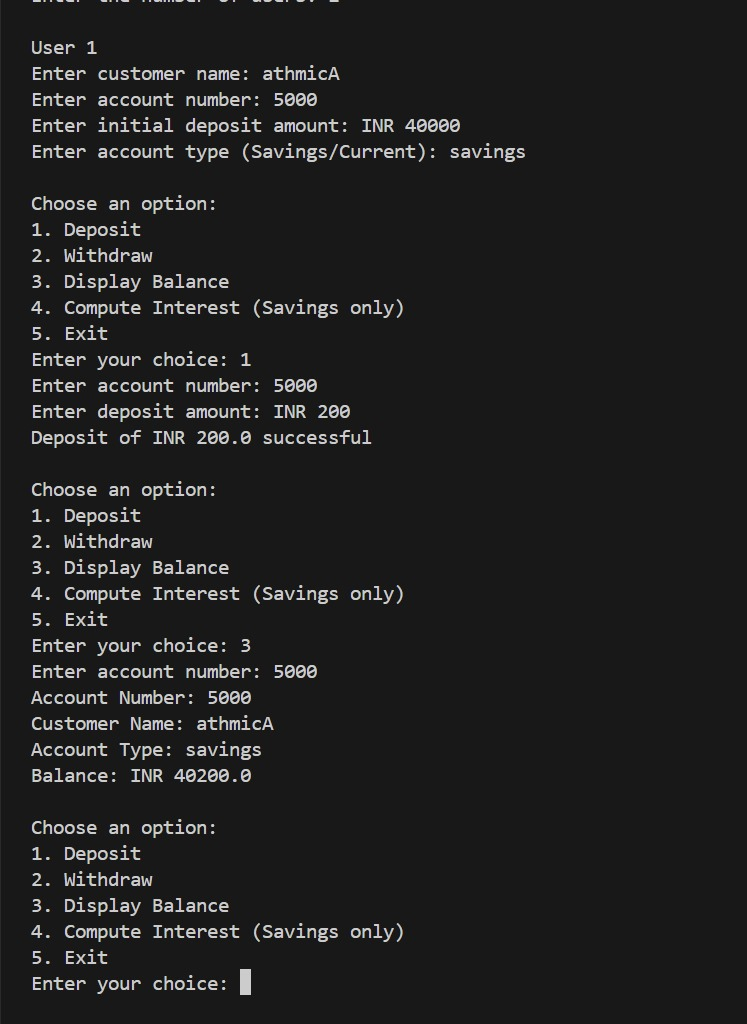 User 1
Enter customer name: athmicA
Enter account number: 5000
Enter initial deposit amount: INR 40000
Enter account type (Savings/Current): savings
Choose an option:
1. Deposit
2. Withdraw
3. Display Balance
4. Compute Interest (Savings only)
5. Exit
Enter your choice: 1
Enter account number: 5000
Enter deposit amount: INR 200
Deposit of INR 200.0 successful
Choose an option:
1. Deposit
2. Withdraw
3. Display Balance
4. Compute Interest (Savings only)
5. Exit
Enter your choice: 3
Enter account number: 5000
Account Number: 5000
Customer Name: athmicA
Account Type: savings
Balance: INR 40200.0
Choose an option:
1. Deposit
2. Withdraw
3. Display Balance
4. Compute Interest (Savings only)
5. Exit
Enter your choice: